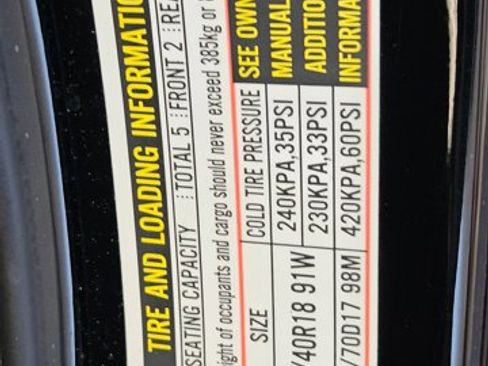 TIRE AND LOADING INFORMATIO
SEATING CAPACITY TOTAL 5 FRONT 2 REA
ight of occupants and cargo should never exceed 385kg or
SIZE COLD TIRE PRESSURE SEE OWN
/40R18 91W 240KPA,35PSI MANUAL
230KPA,33PSI ADDITIO
/70D17 98M 420KPA,60PSI INFORMA